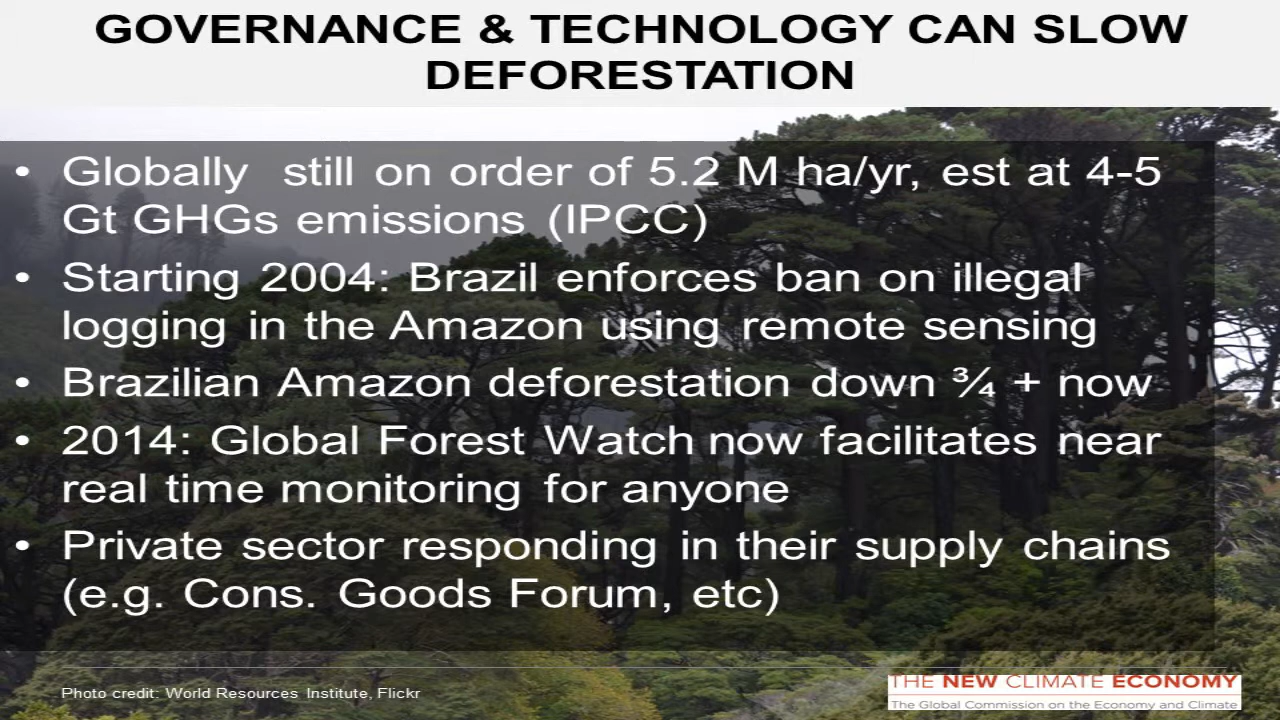 GOVERNANCE & TECHNOLOGY CAN SLOW
DEFORESTATION
• Globally still on order of 5.2 M ha/yr, est at 4-5
Gt GHGs emissions (IPCC)
• Starting 2004: Brazil enforces ban on illegal
logging in the Amazon using remote sensing
• Brazilian Amazon deforestation down ¾ + now
• 2014: Global Forest Watch now facilitates near
real time monitoring for anyone
• Private sector responding in their supply chains
(e.g. Cons. Goods Forum, etc)
Photo credit: World Resources Institute, Flickr
THE NEW CLIMATE ECONOMY
The Global Commission on the Economy and Climate